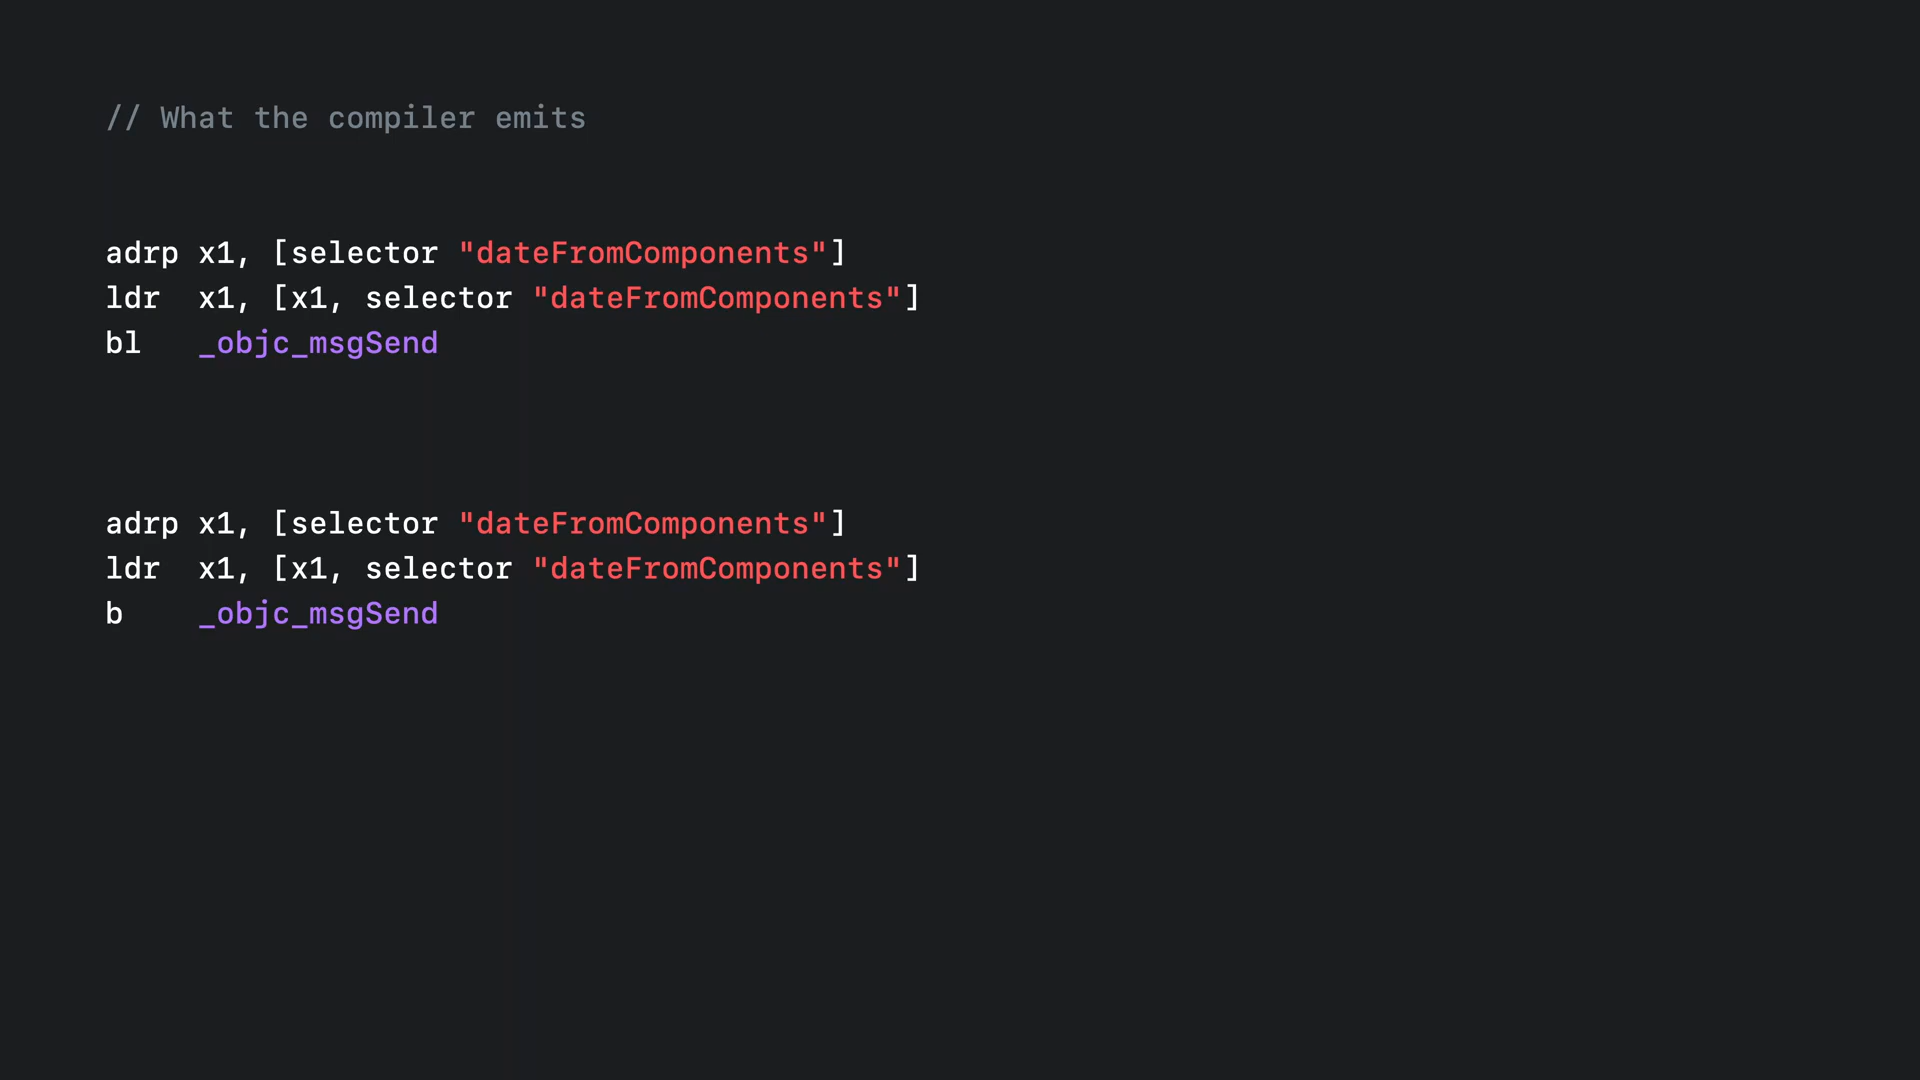 // What the compiler emits
adrp x1, [selector "dateFromComponents"]
ldr  x1, [x1, selector "dateFromComponents"]
bl   _objc_msgSend
adrp x1, [selector "dateFromComponents"]
ldr  x1, [x1, selector "dateFromComponents"]
b    _objc_msgSend